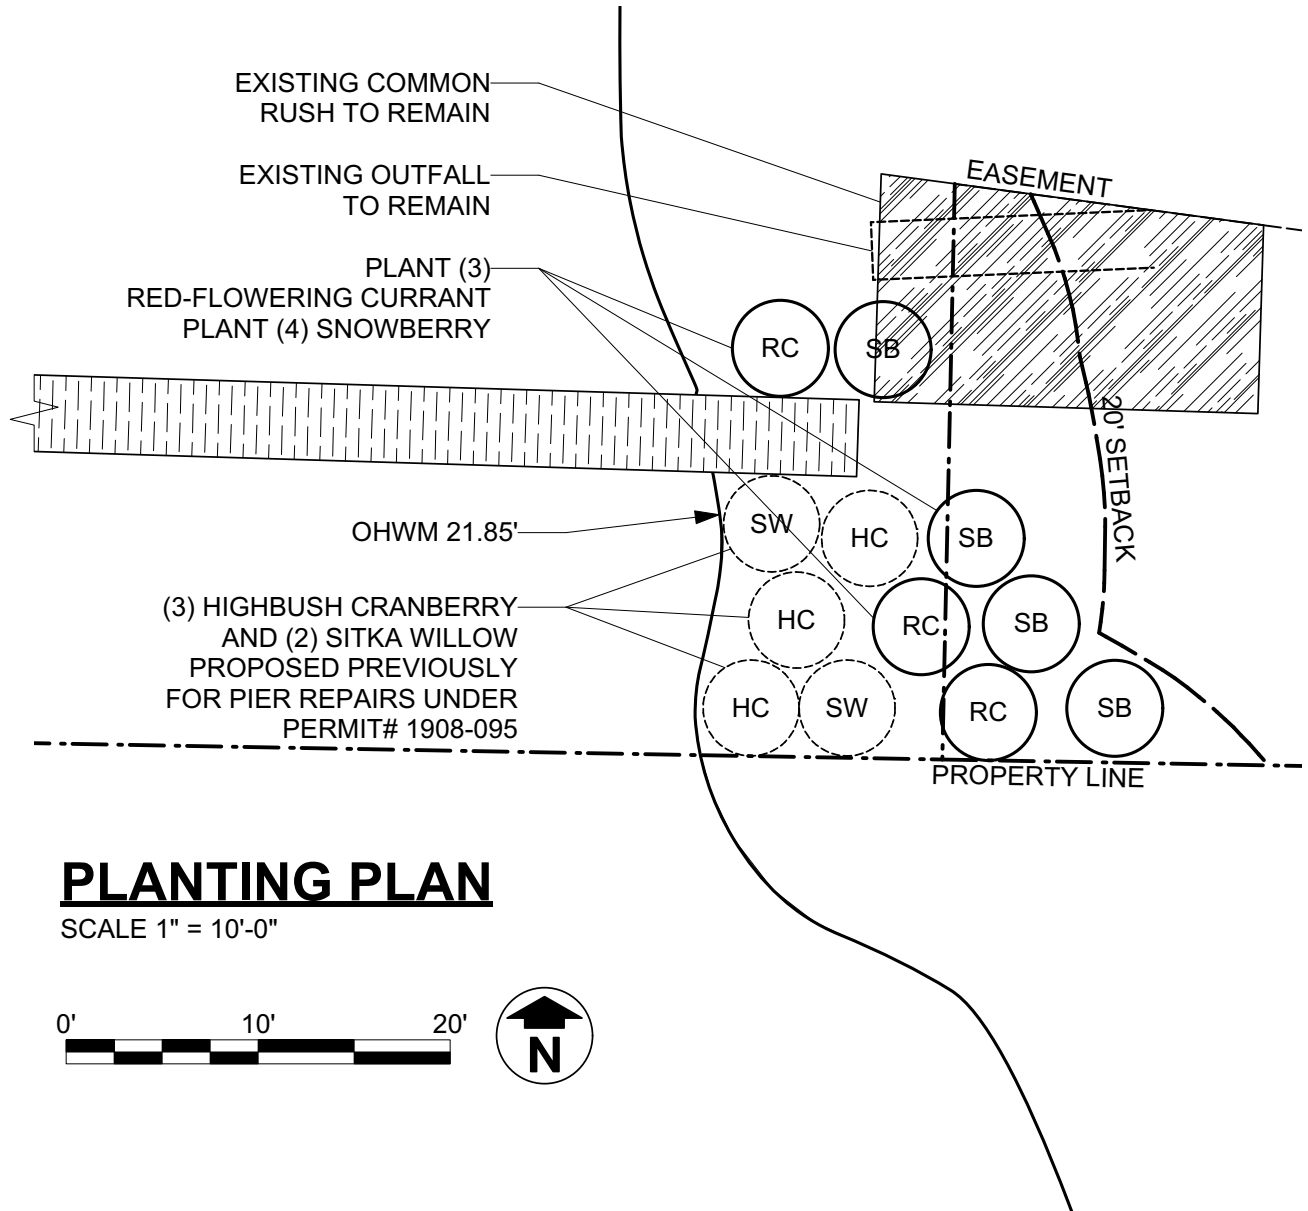 EXISTING COMMON
RUSH TO REMAIN
EASEMENT
EXISTING OUTFALL
TO REMAIN
PLANT (3)
RED-FLOWERING CURRANT
PLANT (4) SNOWBERRY
RC
SB
20' SETBACK
OHWM 21.85'
SW
HC
SB
(3) HIGHBUSH CRANBERRY
AND (2) SITKA WILLOW
PROPOSED PREVIOUSLY
FOR PIER REPAIRS UNDER
PERMIT# 1908-095
HC
RC
SB
HC
SW
RC
SB
PROPERTY LINE
PLANTING PLAN
SCALE 1" = 10'-0"
0'
10'
20'
N